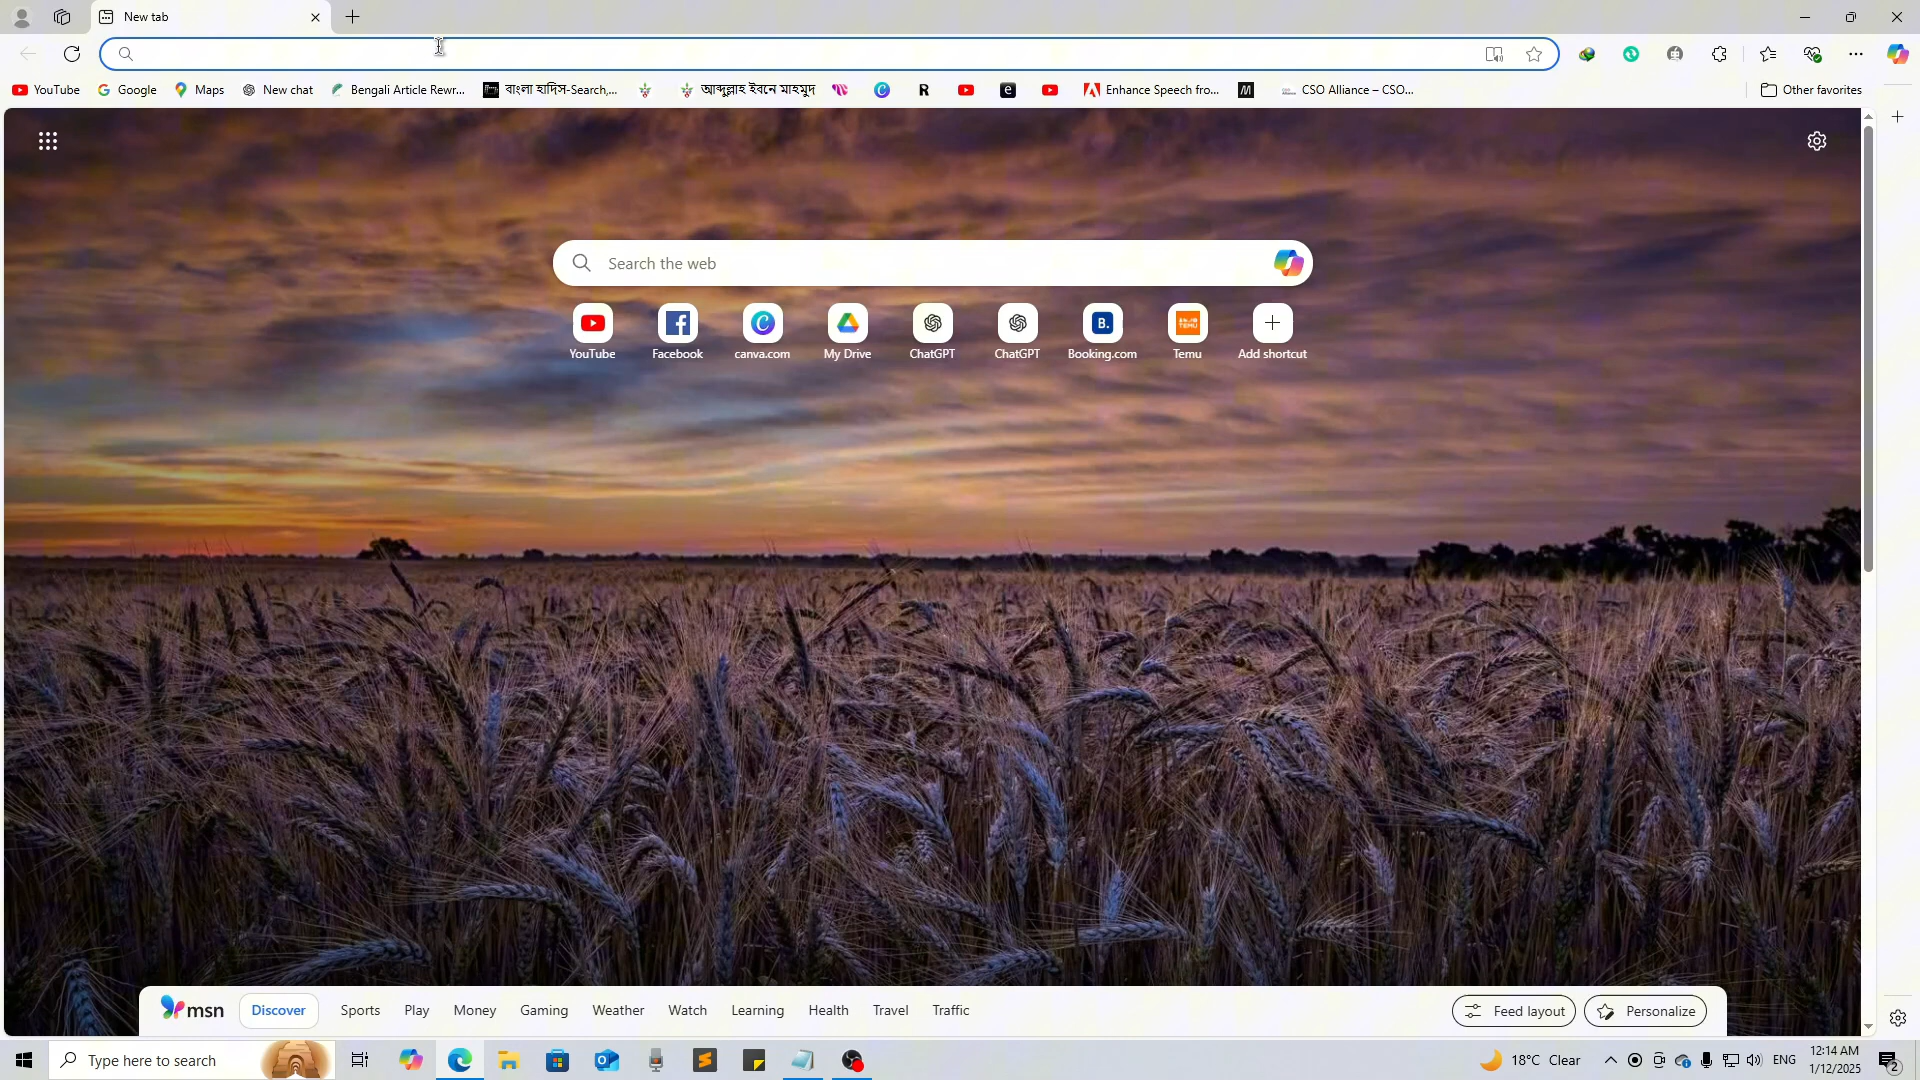 New tab
YouTube
Google
Maps
New chat
Bengali Article Rewr...
বাংলা হাদিস-Search,...
আব্দুল্লাহ ইবনে মাহমুদ
Enhance Speech fro...
CSO Alliance – CSO...
Other favorites
Search the web
YouTube
Facebook
canva.com
My Drive
ChatGPT
ChatGPT
B.
Booking.com
TEMU
Temu
Add shortcut
msn
Discover
Sports
Play
Money
Gaming
Weather
Watch
Learning
Health
Travel
Traffic
Feed layout
Personalize
Type here to search
18°C Clear
ENG
12:14 AM
1/12/2025
2